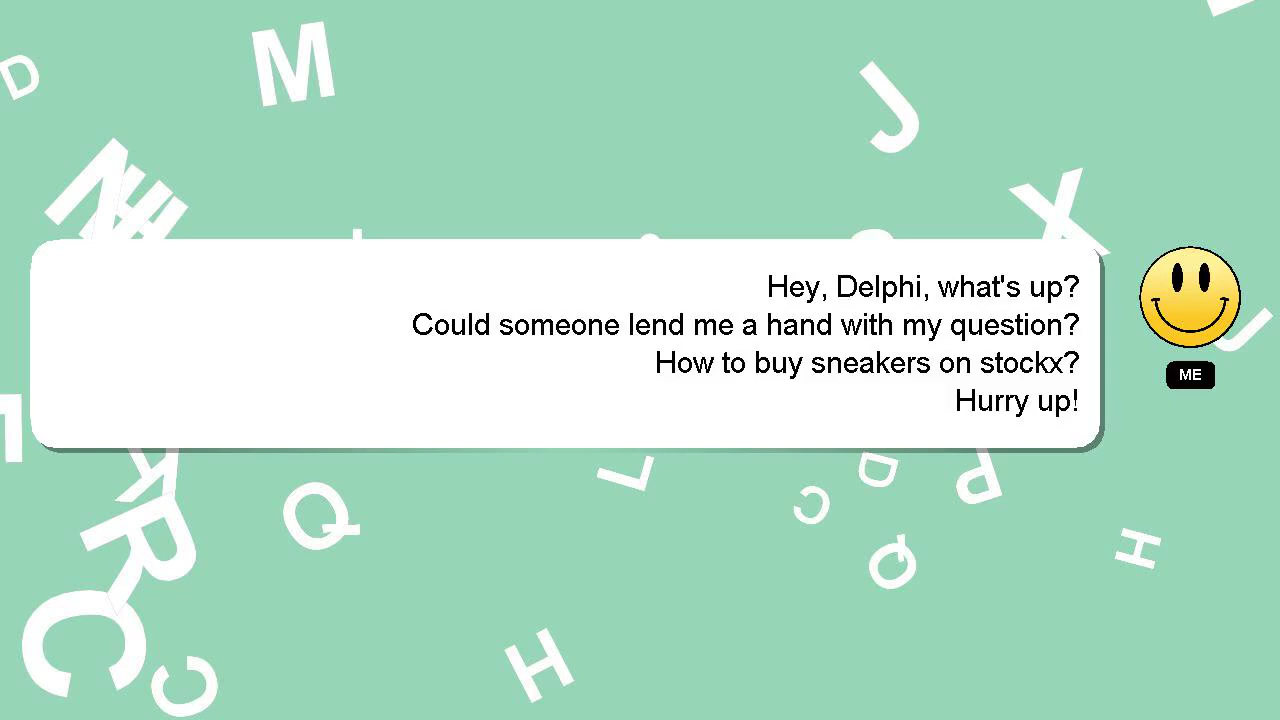 Hey, Delphi, what's up?
Could someone lend me a hand with my question?
How to buy sneakers on stockx?
Hurry up!
ME